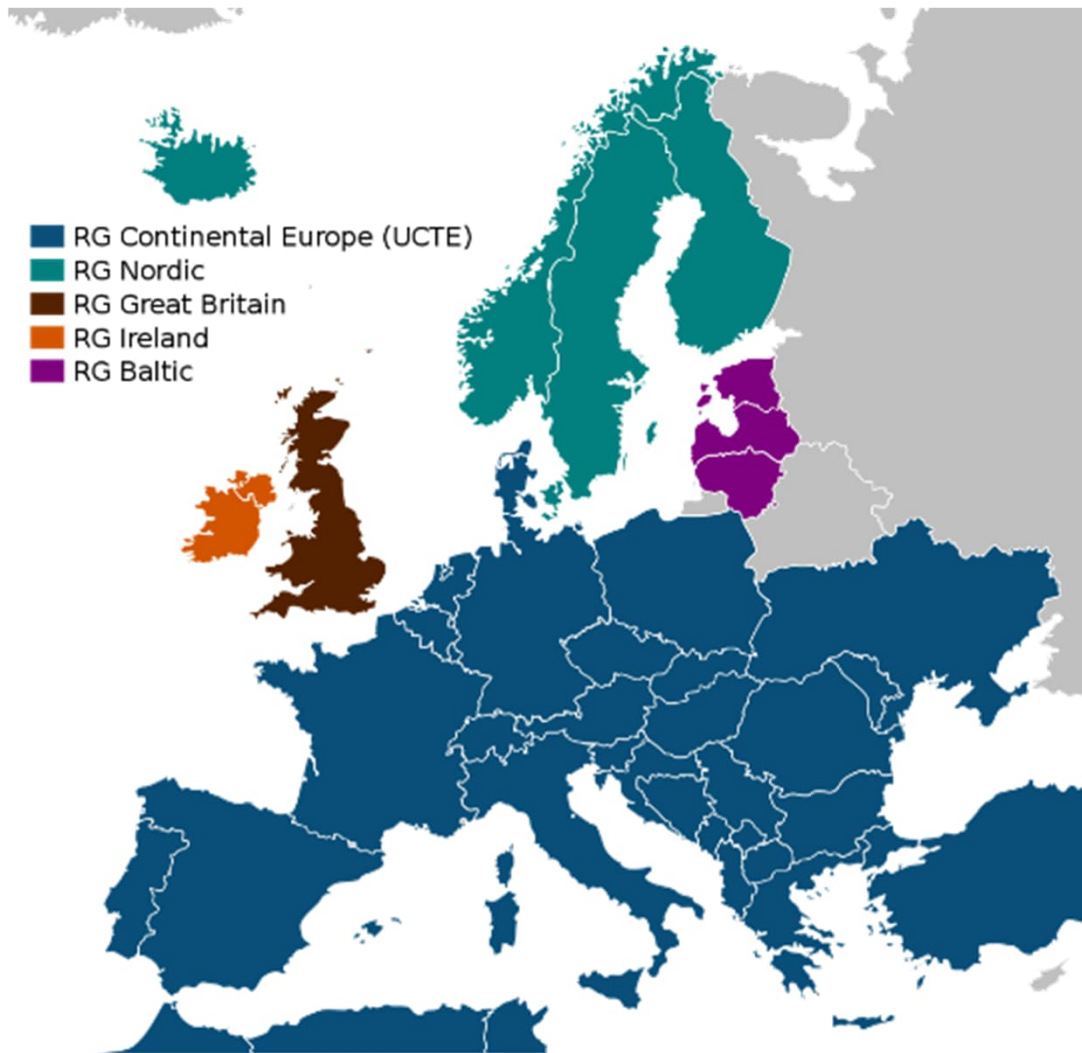 RG Continental Europe (UCTE)
RG Nordic
RG Great Britain
RG Ireland
RG Baltic